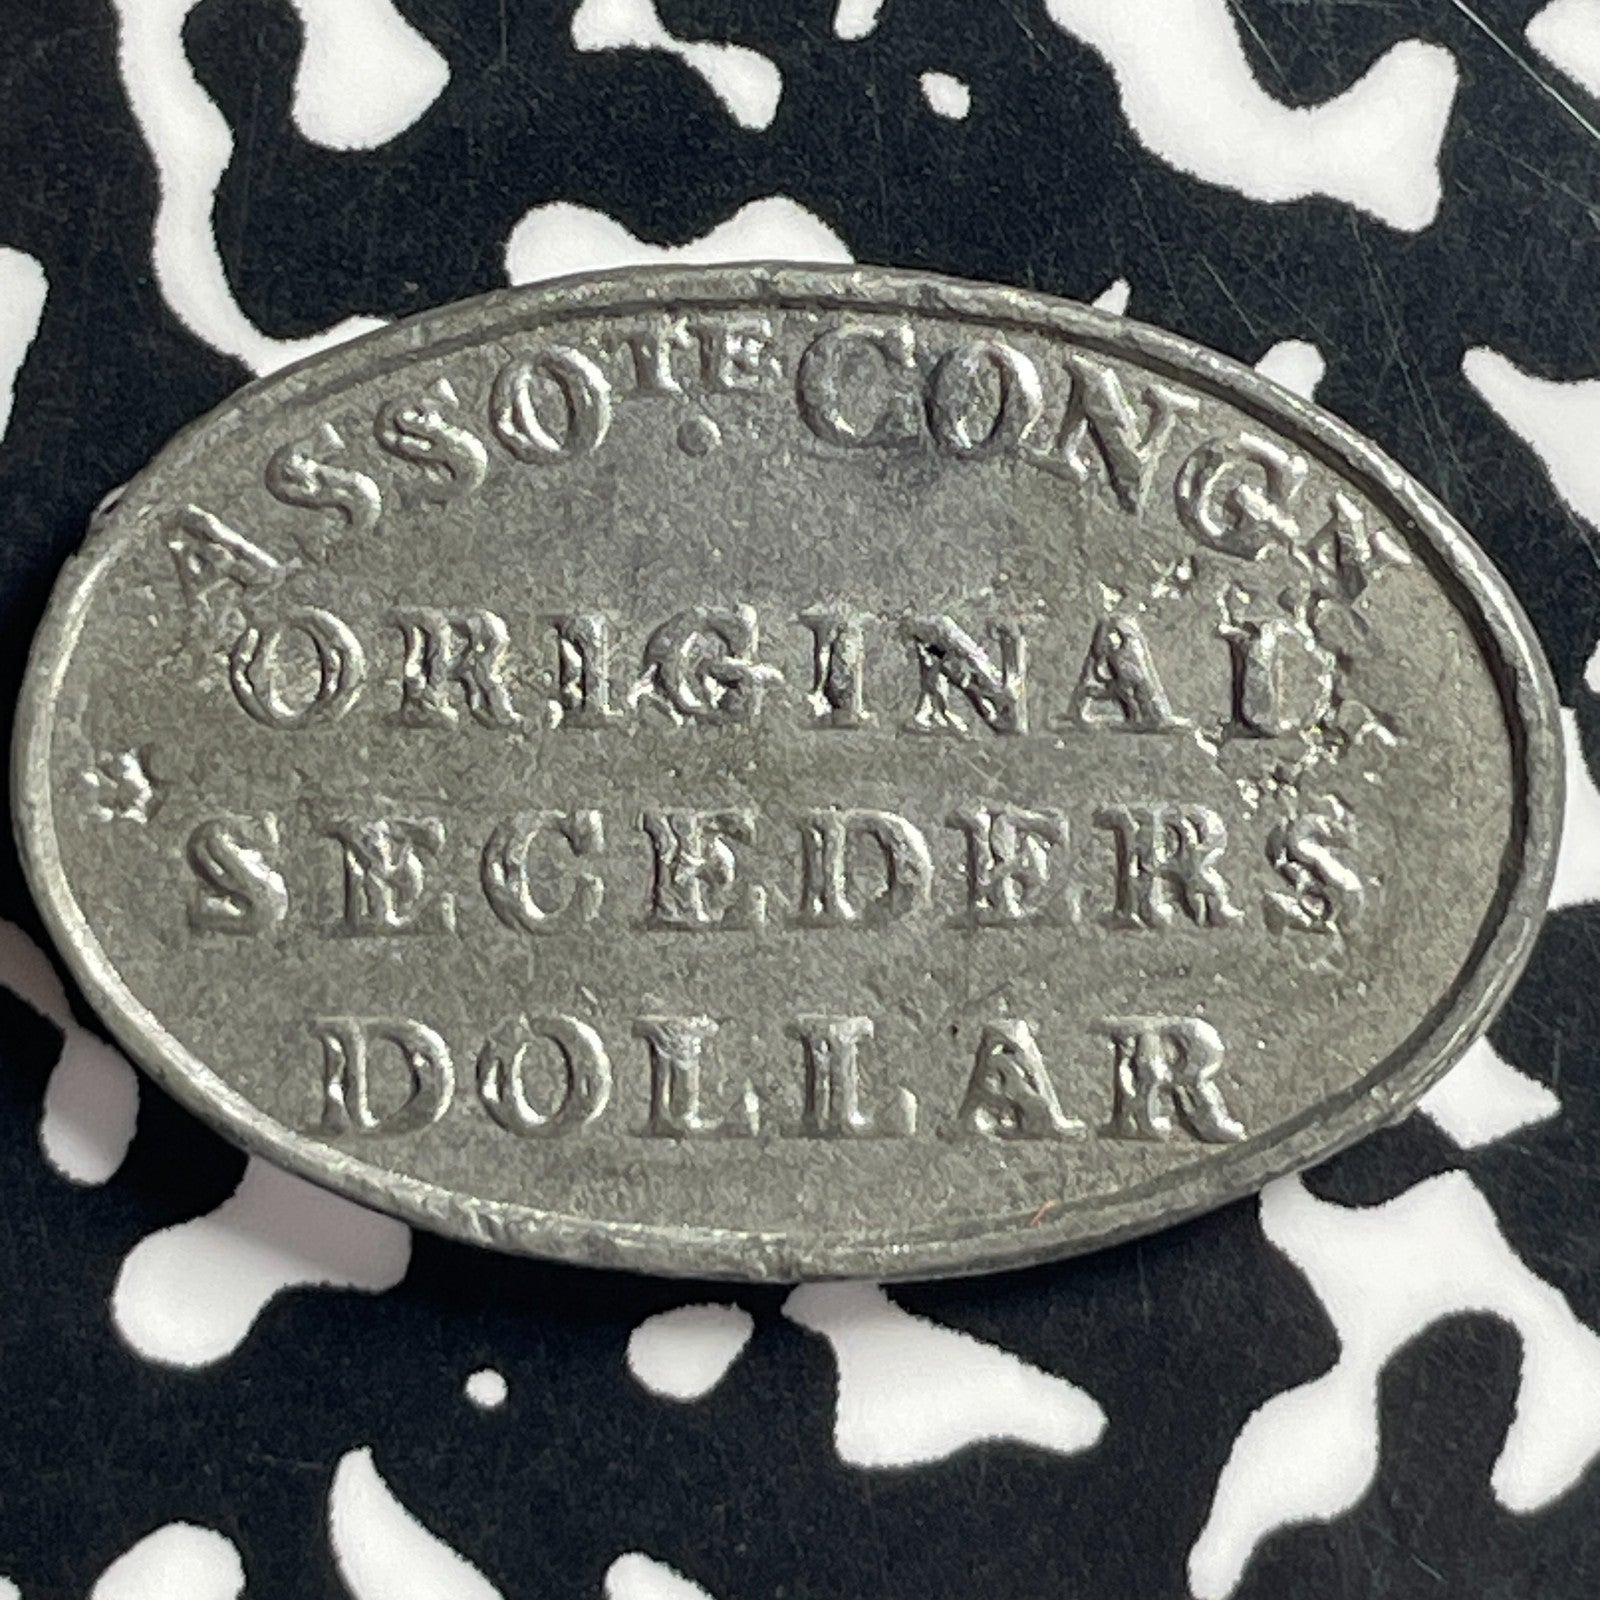 ASSOTE. CONGN
ORIGINAL
SECEDERS
DOLLAR